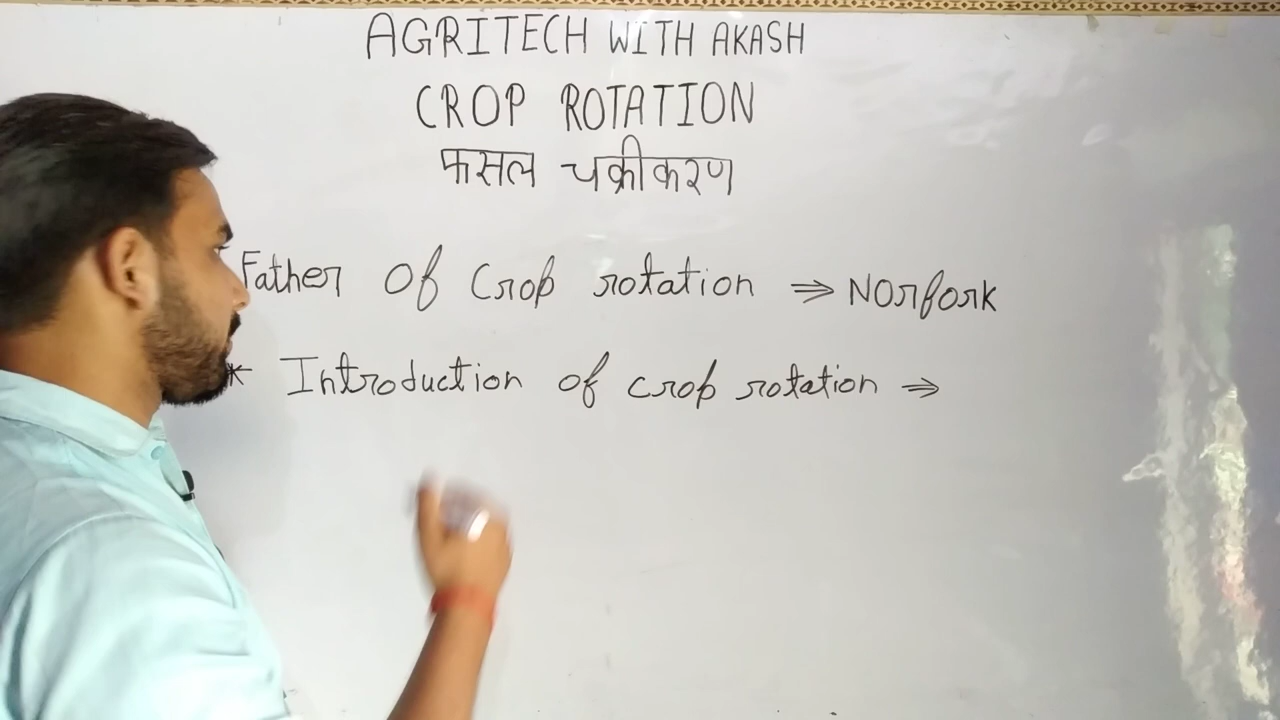 AGRITECH WITH AKASH
CROP ROTATION
फसल चक्रीकरण
Father Of Crop rotation ⇒ NOrfork
* Introduction of crop rotation ⇒